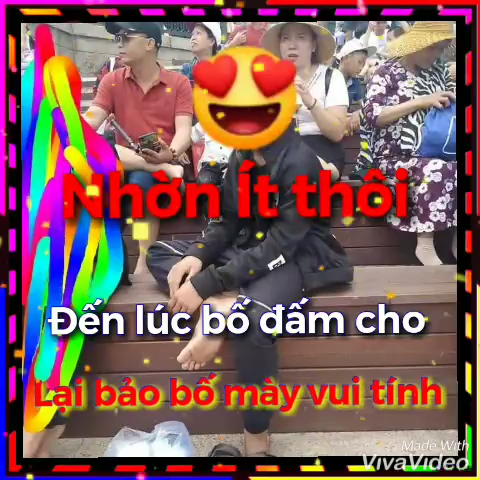 Nhờn ít thôi
Đến lúc bố đấm cho
Lại bảo bố mày vui tính
Made With
VivaVideo